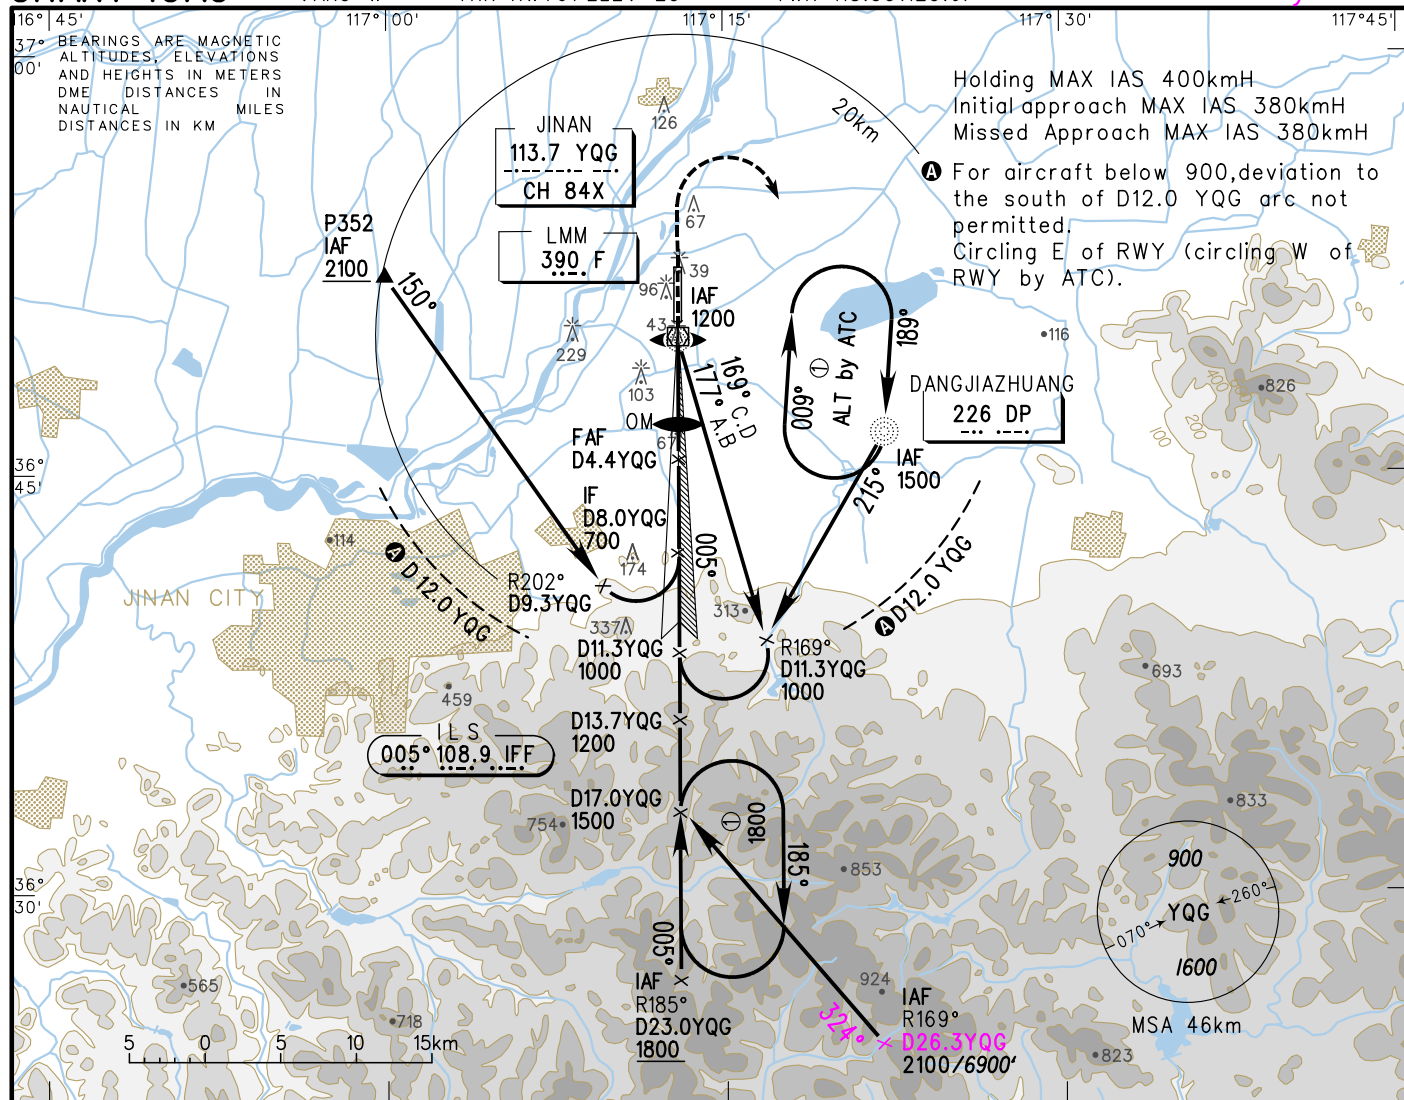 116°45'
117°00'
117°15'
117°30'
117°45'
37°
00'
BEARINGS ARE MAGNETIC
ALTITUDES, ELEVATIONS
AND HEIGHTS IN METERS
DME DISTANCES IN
NAUTICAL MILES
DISTANCES IN KM
Holding MAX IAS 400kmH
Initial approach MAX IAS 380kmH
Missed Approach MAX IAS 380kmH
A For aircraft below 900,deviation to
the south of D12.0 YQG arc not
permitted.
Circling E of RWY (circling W of
RWY by ATC).
20km
126
JINAN
113.7 YQG
CH 84X
LMM
390 F
67
39
96
43
229
103
P352
IAF
2100
150°
IAF
1200
169° C.D
177° A.B
009°
① ALT by ATC
189°
116
826
400
200
100
DANGJIAZHUANG
226 DP
IAF
1500
215°
OM
67
FAF
D4.4YQG
36°
45'
IF
D8.0YQG
700
005°
0
174
114
A D12.0 YQG
JINAN CITY
R202°
D9.3YQG
313
337
A D12.0 YQG
D11.3YQG
1000
R169°
D11.3YQG
1000
693
459
D13.7YQG
1200
ILS
005° 108.9 IFF
D17.0YQG
1500
754
① 1800
185°
853
833
36°
30'
900
YQG
260°
070°
1600
MSA 46km
005°
IAF
R185°
D23.0YQG
1800
924
324°
IAF
R169°
D26.3YQG
2100/6900'
565
718
823
5 0 5 10 15km